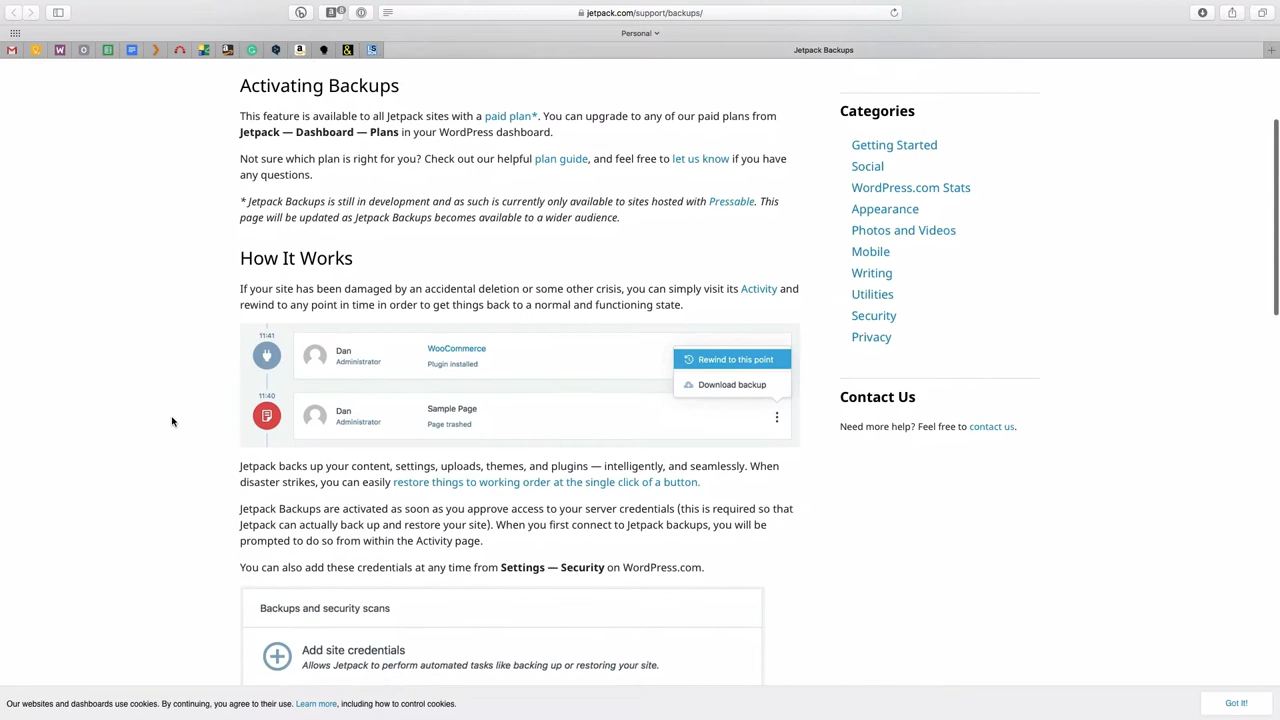 jetpack.com/support/backups/
Personal
Jetpack Backups
Activating Backups
This feature is available to all Jetpack sites with a paid plan*. You can upgrade to any of our paid plans from
Jetpack — Dashboard — Plans in your WordPress dashboard.
Not sure which plan is right for you? Check out our helpful plan guide, and feel free to let us know if you have
any questions.
* Jetpack Backups is still in development and as such is currently only available to sites hosted with Pressable. This
page will be updated as Jetpack Backups becomes available to a wider audience.
How It Works
If your site has been damaged by an accidental deletion or some other crisis, you can simply visit its Activity and
rewind to any point in time in order to get things back to a normal and functioning state.
11:41
Dan
Administrator
WooCommerce
Plugin installed
Rewind to this point
Download backup
11:40
Dan
Administrator
Sample Page
Page trashed
Jetpack backs up your content, settings, uploads, themes, and plugins — intelligently, and seamlessly. When
disaster strikes, you can easily restore things to working order at the single click of a button.
Jetpack Backups are activated as soon as you approve access to your server credentials (this is required so that
Jetpack can actually back up and restore your site). When you first connect to Jetpack backups, you will be
prompted to do so from within the Activity page.
You can also add these credentials at any time from Settings — Security on WordPress.com.
Backups and security scans
Add site credentials
Allows Jetpack to perform automated tasks like backing up or restoring your site.
Categories
Getting Started
Social
WordPress.com Stats
Appearance
Photos and Videos
Mobile
Writing
Utilities
Security
Privacy
Contact Us
Need more help? Feel free to contact us.
Our websites and dashboards use cookies. By continuing, you agree to their use. Learn more, including how to control cookies.
Got It!